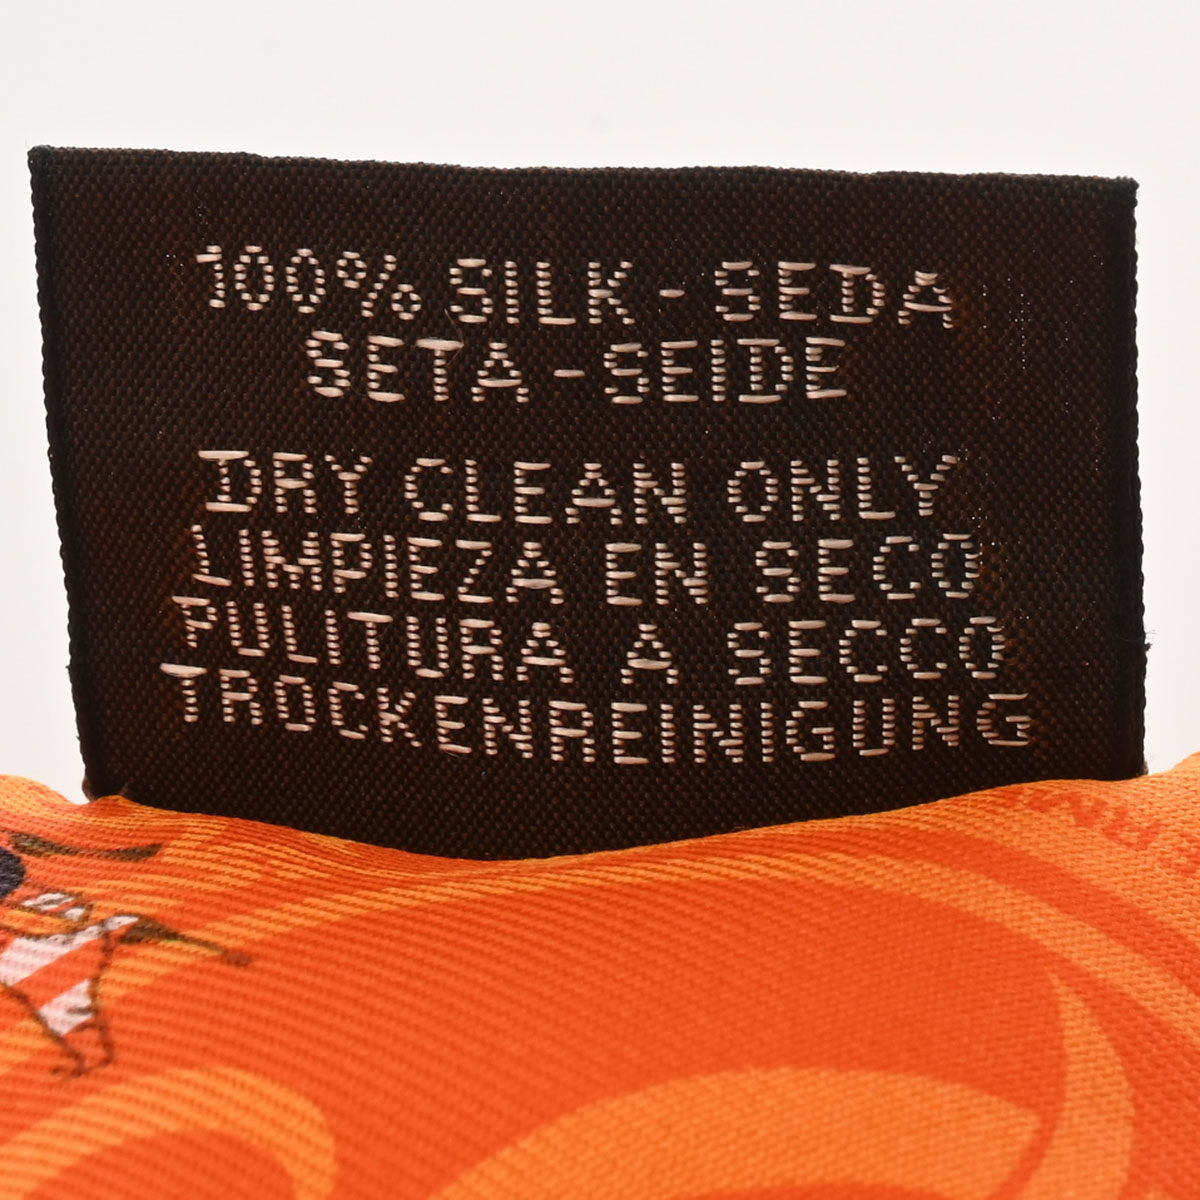 100% SILK - SEDA
SETA - SEIDE
DRY CLEAN ONLY
LIMPIEZA EN SECO
PULITURA A SECCO
TROCKENREINIGUNG